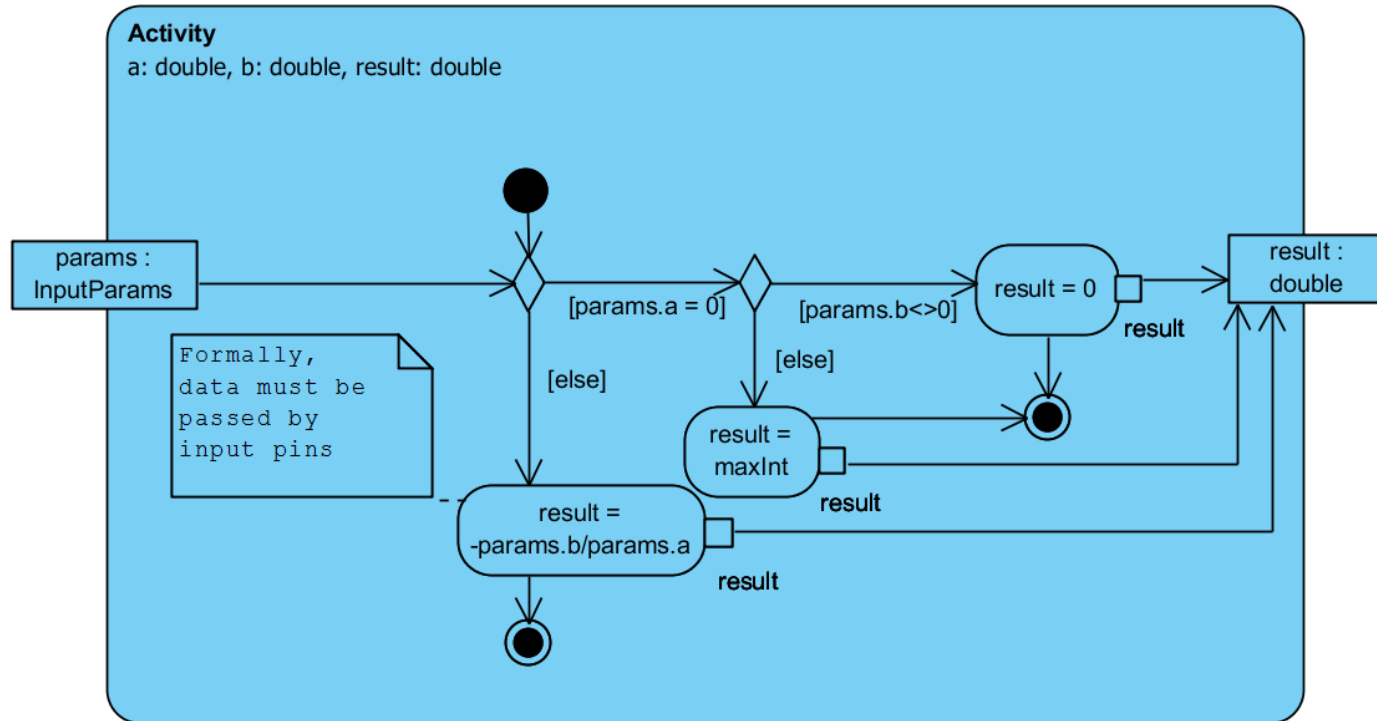 Activity
a: double, b: double, result: double
params :
InputParams
result :
double
result = 0
[params.a = 0]
[params.b<>0]
result
Formally,
data must be
passed by
input pins
[else]
[else]
result =
maxInt
result
result =
-params.b/params.a
result